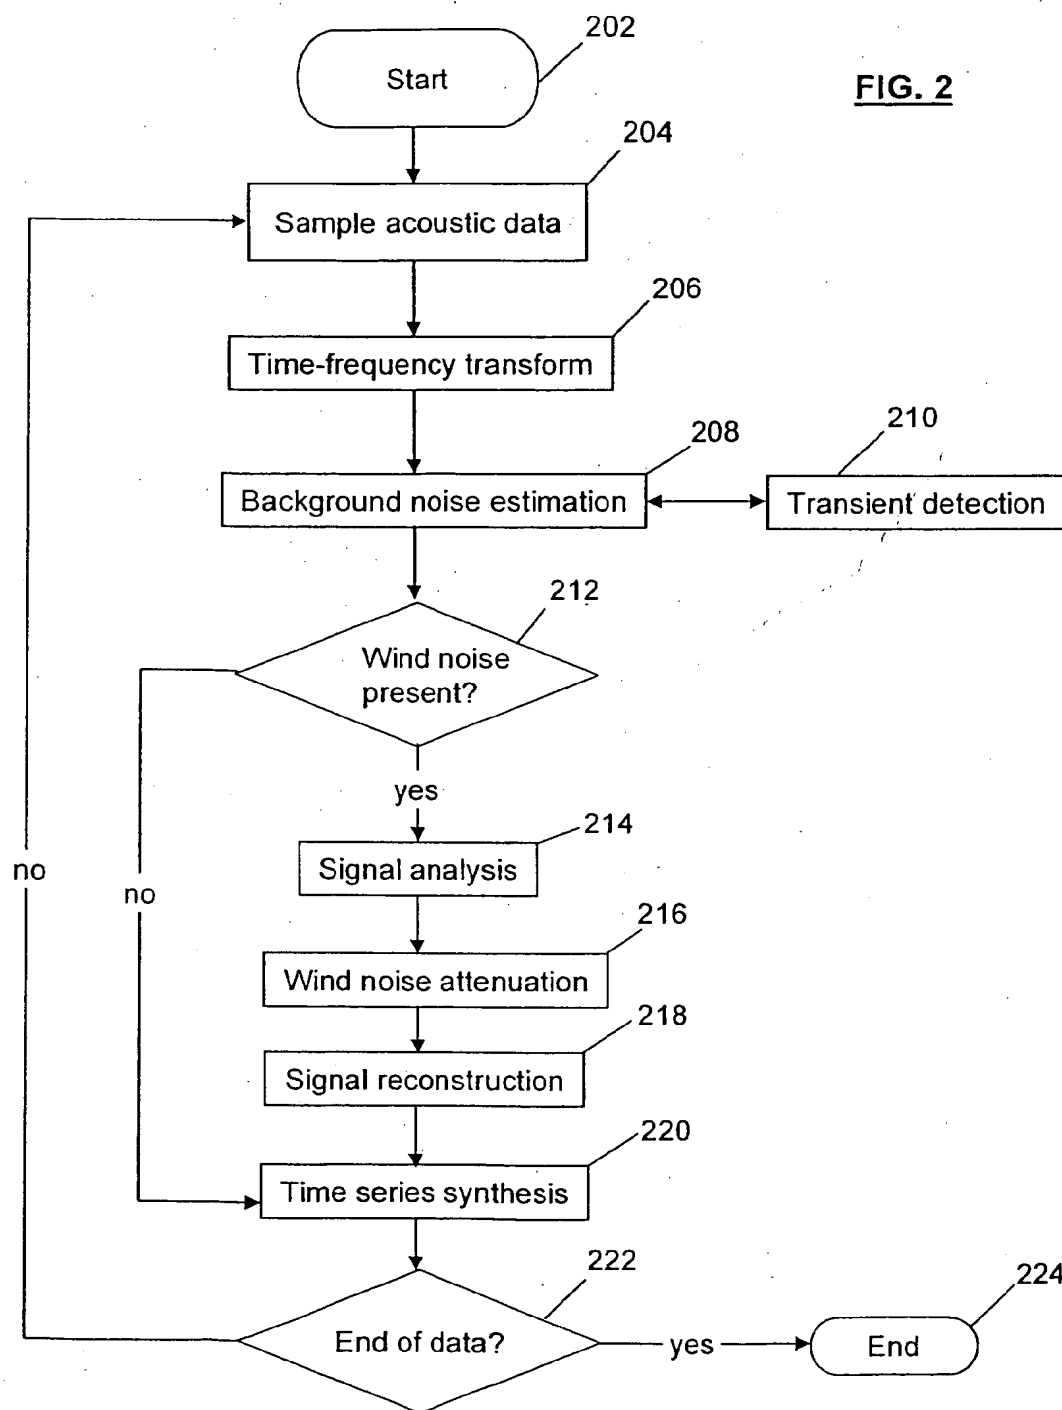 202
Start
FIG. 2
204
Sample acoustic data
206
Time-frequency transform
208
210
Background noise estimation
Transient detection
212
Wind noise
present?
yes
214
no
Signal analysis
no
216
Wind noise attenuation
218
Signal reconstruction
220
Time series synthesis
222
224
End of data?
yes
End